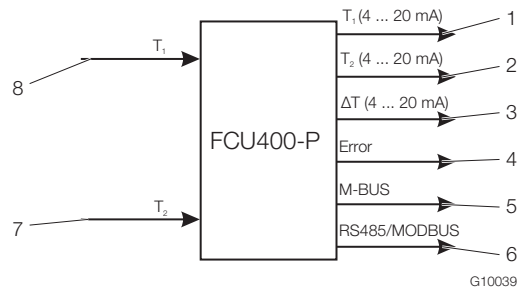 T₁ (4 ... 20 mA)
1
T₁
T₂ (4 ... 20 mA)
2
8
ΔT (4 ... 20 mA)
3
FCU400-P
Error
4
M-BUS
5
T₂
7
RS485/MODBUS
6
G10039